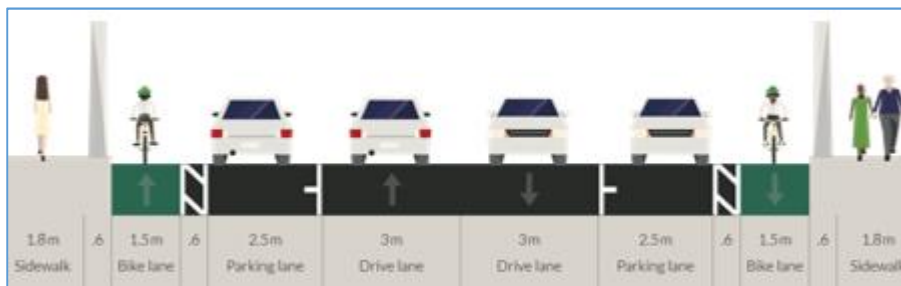 1.8m .6 1.5m .6 2.5m 3m 3m 2.5m .6 1.5m .6 1.8m
Sidewalk Bike lane Parking lane Drive lane Drive lane Parking lane Bike lane Sidewalk